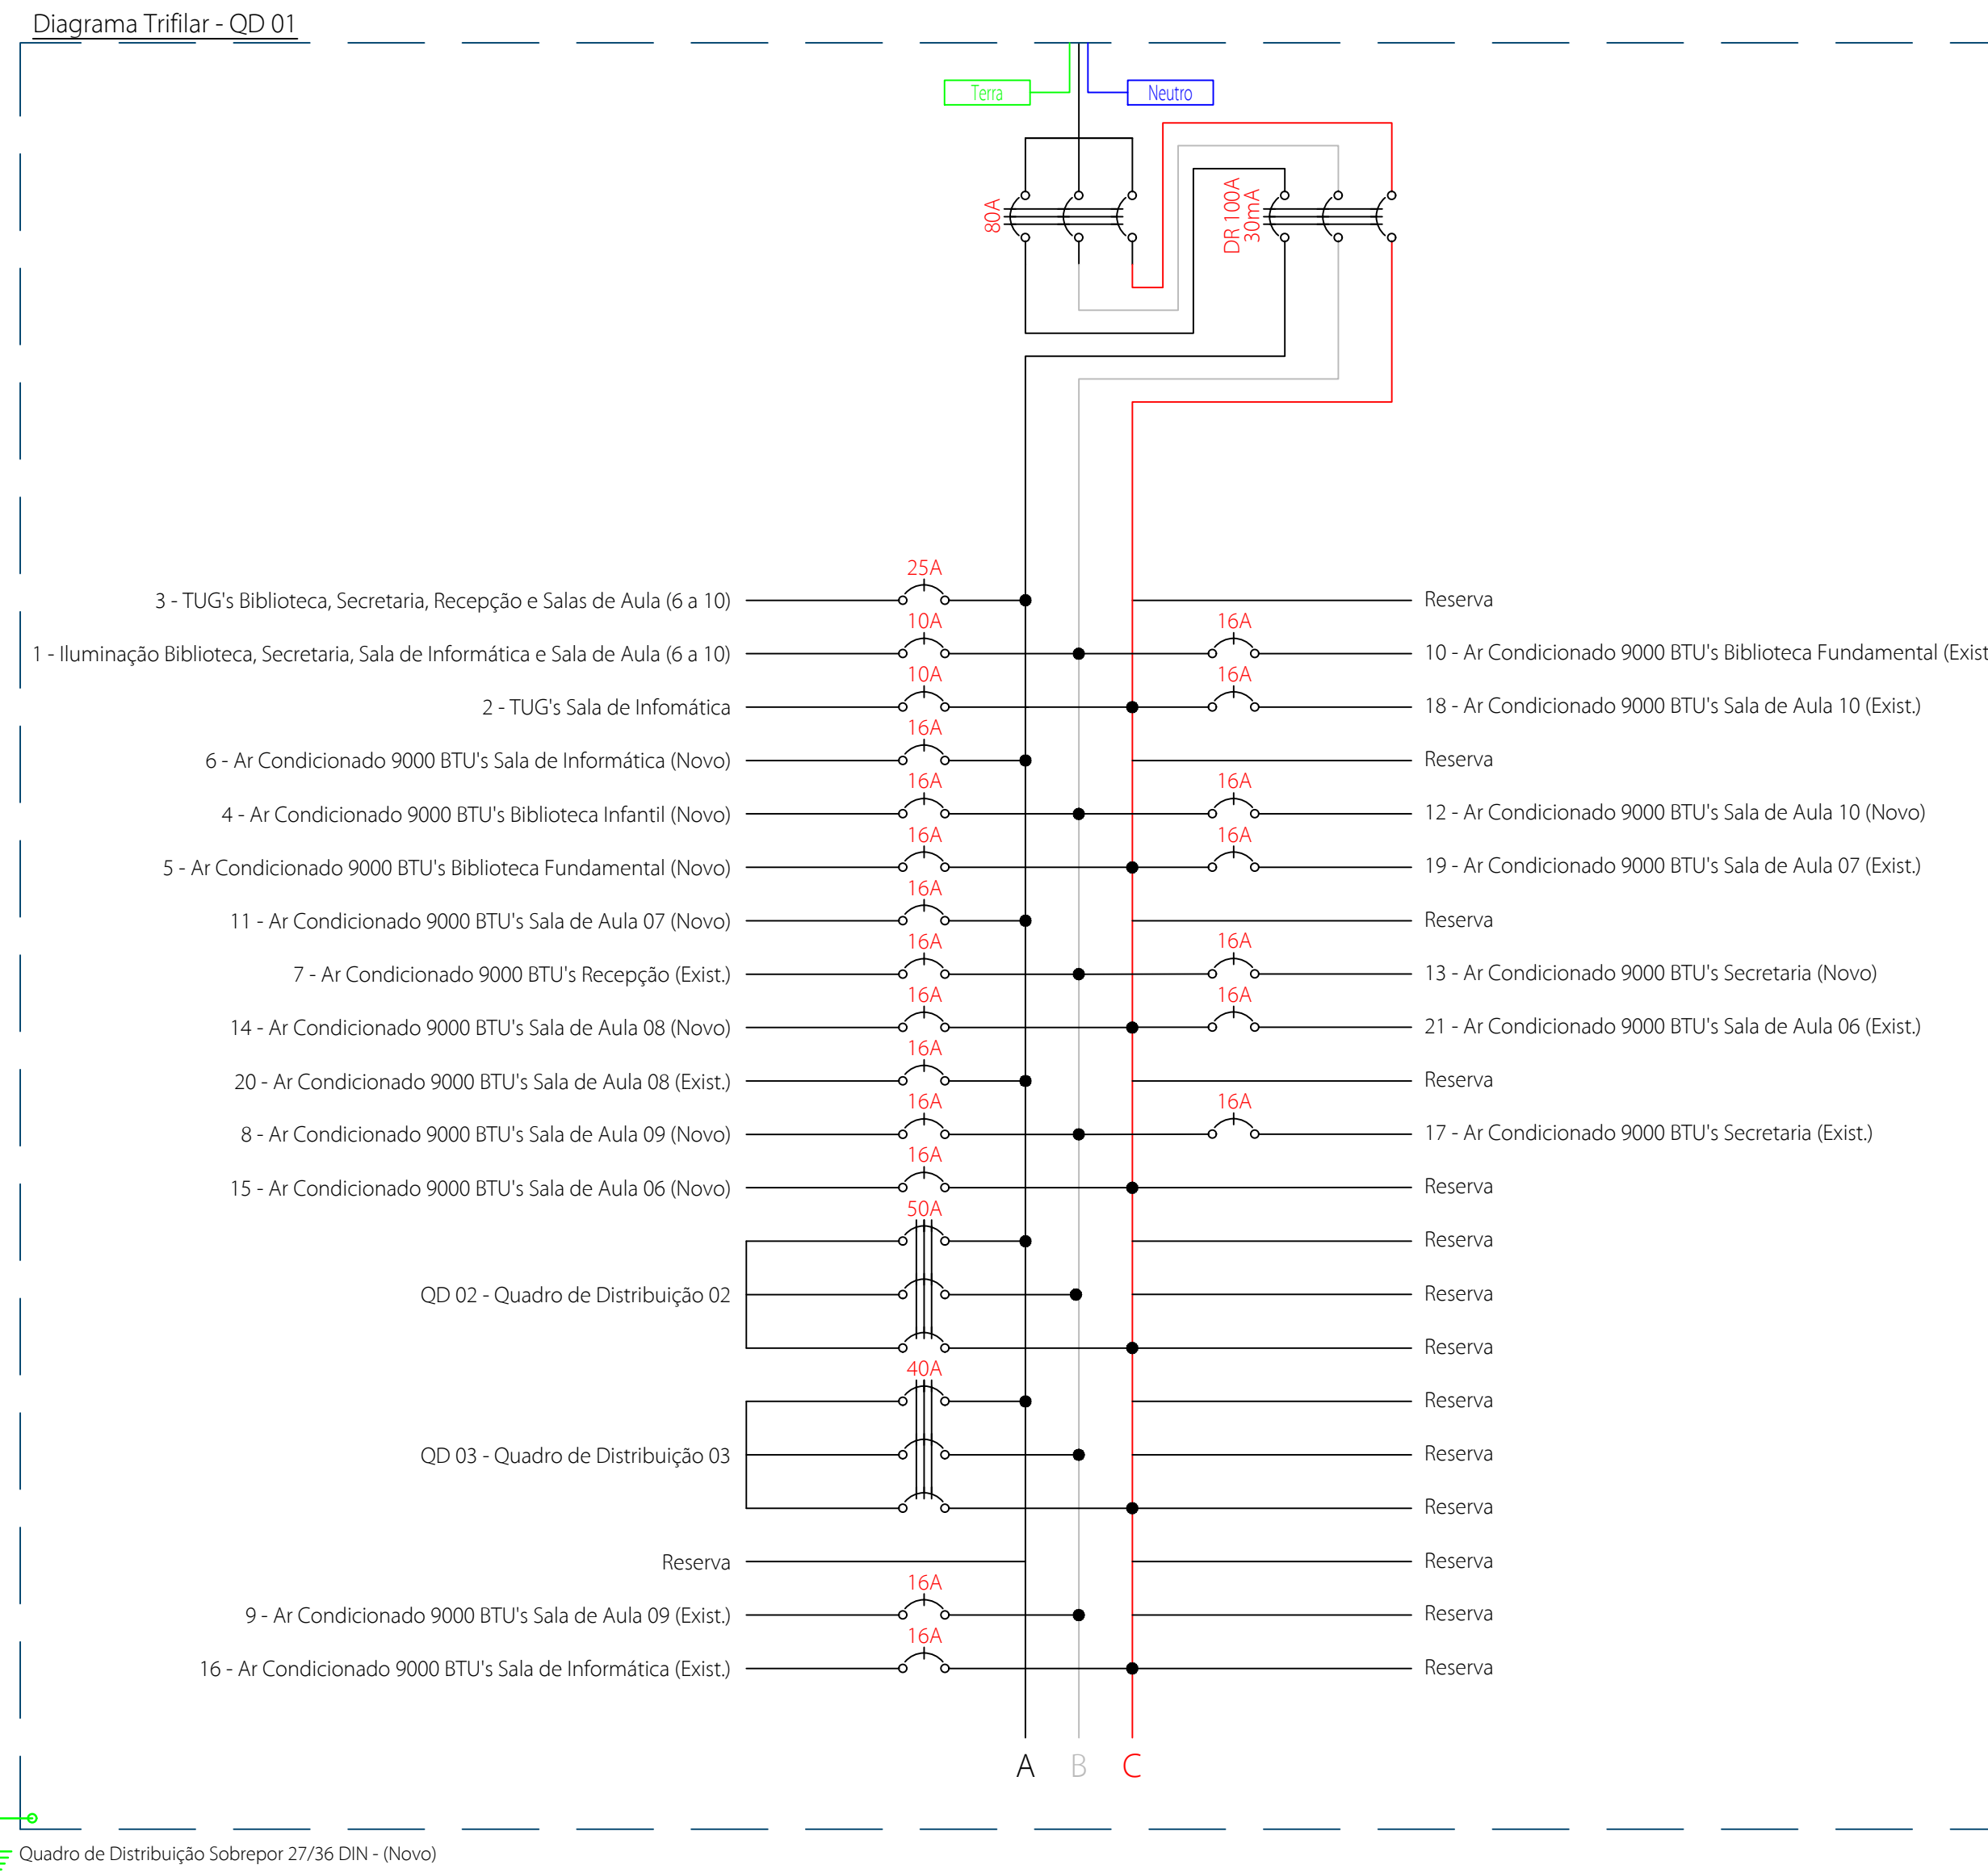 Diagrama Trifilar - QD 01
Terra
Neutro
80A
DR 100A
30mA
25A
3 - TUG's Biblioteca, Secretaria, Recepção e Salas de Aula (6 a 10)
Reserva
10A
16A
1 - Iluminação Biblioteca, Secretaria, Sala de Informática e Sala de Aula (6 a 10)
10 - Ar Condicionado 9000 BTU's Biblioteca Fundamental (Exist
10A
16A
2 - TUG's Sala de Infomática
18 - Ar Condicionado 9000 BTU's Sala de Aula 10 (Exist.)
16A
6 - Ar Condicionado 9000 BTU's Sala de Informática (Novo)
Reserva
16A
16A
4 - Ar Condicionado 9000 BTU's Biblioteca Infantil (Novo)
12 - Ar Condicionado 9000 BTU's Sala de Aula 10 (Novo)
16A
16A
5 - Ar Condicionado 9000 BTU's Biblioteca Fundamental (Novo)
19 - Ar Condicionado 9000 BTU's Sala de Aula 07 (Exist.)
16A
11 - Ar Condicionado 9000 BTU's Sala de Aula 07 (Novo)
Reserva
16A
16A
7 - Ar Condicionado 9000 BTU's Recepção (Exist.)
13 - Ar Condicionado 9000 BTU's Secretaria (Novo)
16A
16A
14 - Ar Condicionado 9000 BTU's Sala de Aula 08 (Novo)
21 - Ar Condicionado 9000 BTU's Sala de Aula 06 (Exist.)
16A
20 - Ar Condicionado 9000 BTU's Sala de Aula 08 (Exist.)
Reserva
16A
16A
8 - Ar Condicionado 9000 BTU's Sala de Aula 09 (Novo)
17 - Ar Condicionado 9000 BTU's Secretaria (Exist.)
16A
15 - Ar Condicionado 9000 BTU's Sala de Aula 06 (Novo)
Reserva
50A
Reserva
QD 02 - Quadro de Distribuição 02
Reserva
Reserva
40A
Reserva
QD 03 - Quadro de Distribuição 03
Reserva
Reserva
Reserva
Reserva
16A
9 - Ar Condicionado 9000 BTU's Sala de Aula 09 (Exist.)
Reserva
16A
16 - Ar Condicionado 9000 BTU's Sala de Informática (Exist.)
Reserva
A
B
C
Quadro de Distribuição Sobrepor 27/36 DIN - (Novo)